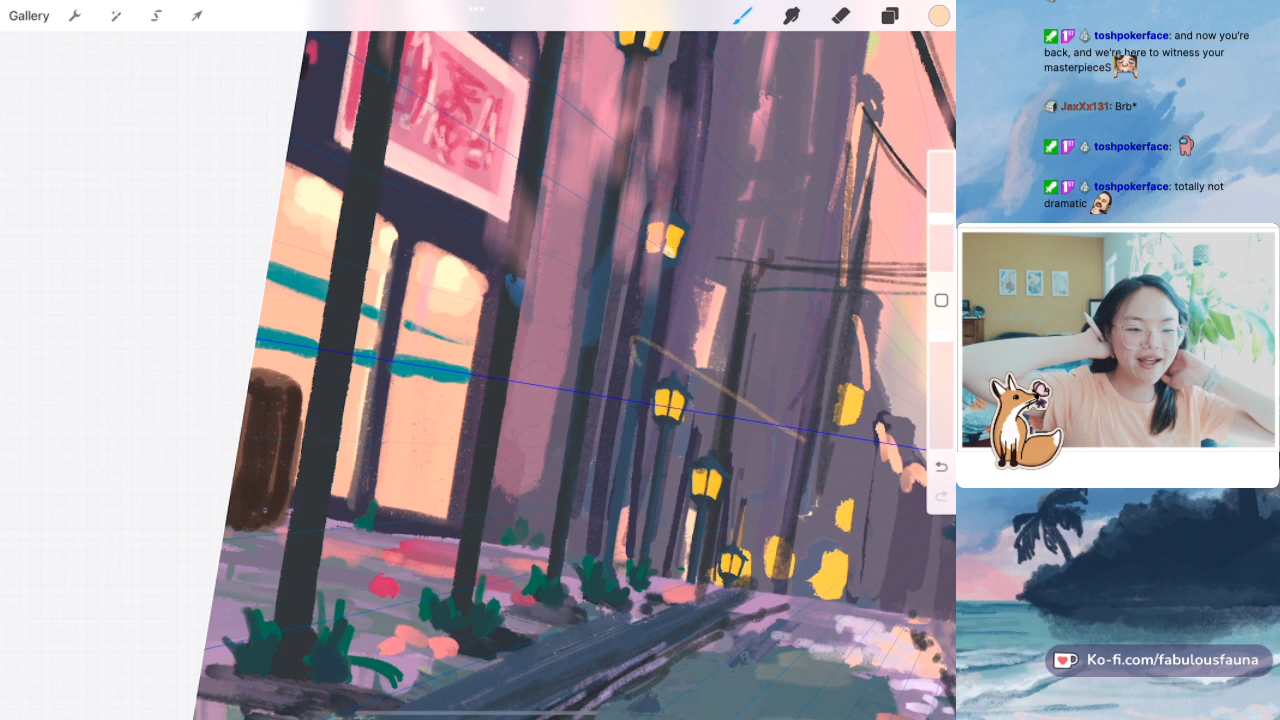 Gallery
toshpokerface: and now you're
back, and we're here to witness your
masterpieceS
JaxXx131: Brb*
toshpokerface:
toshpokerface: totally not
dramatic
Ko-fi.com/fabulousfauna